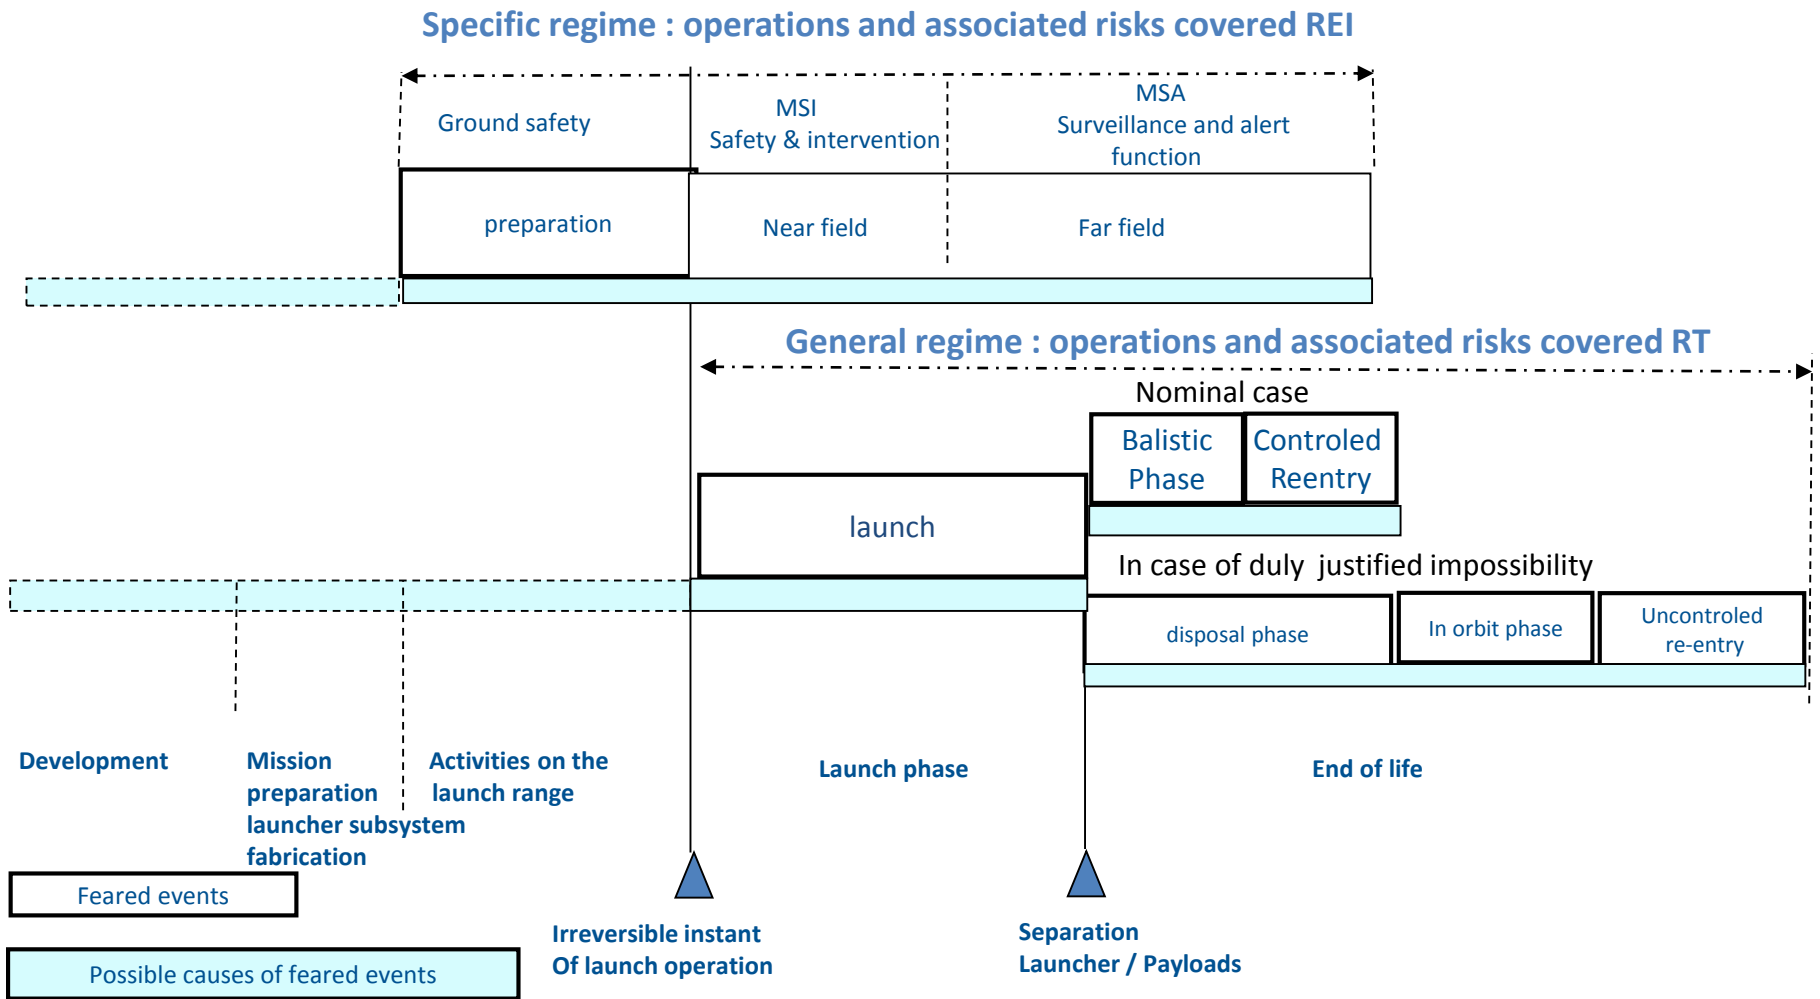 Specific regime : operations and associated risks covered REI
Ground safety
MSI
Safety & intervention
MSA
Surveillance and alert
function
preparation
Near field
Far field
General regime : operations and associated risks covered RT
Nominal case
Balistic
Phase
Controled
Reentry
launch
In case of duly justified impossibility
disposal phase
In orbit phase
Uncontroled
re-entry
Development
Mission
preparation
launcher subsystem
fabrication
Activities on the
launch range
Launch phase
End of life
Feared events
Possible causes of feared events
Irreversible instant
Of launch operation
Separation
Launcher / Payloads